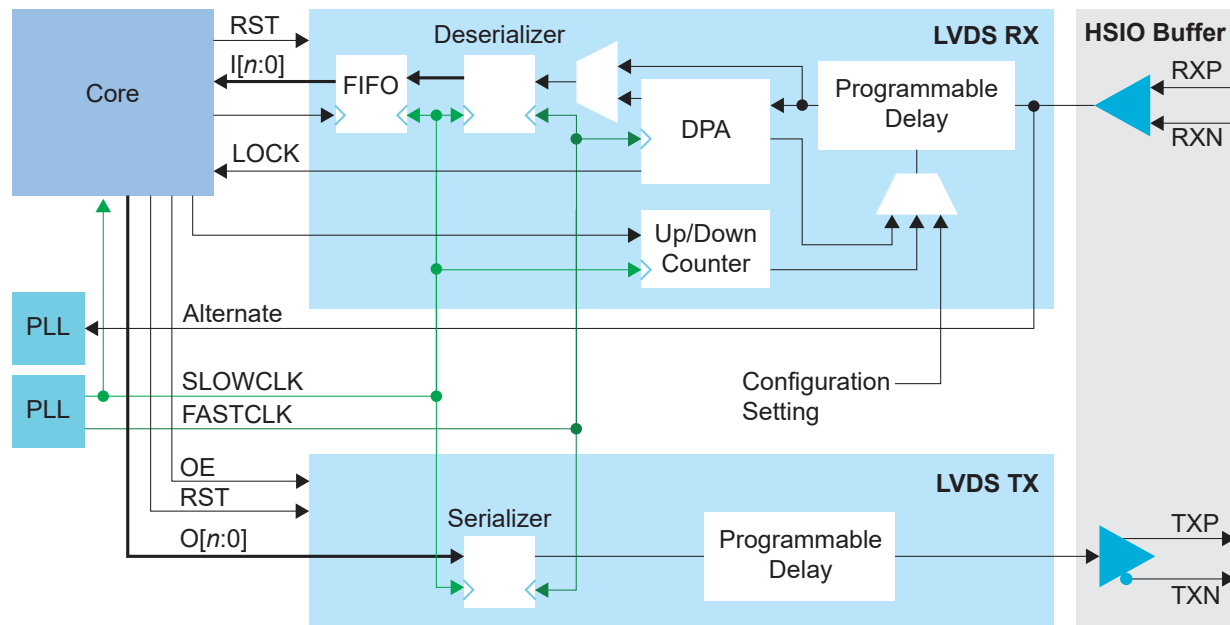 RST
Deserializer
LVDS RX
HSIO Buffer
I[n:0]
Core
FIFO
Programmable
Delay
RXP
DPA
RXN
LOCK
Up/Down
Counter
PLL
Alternate
PLL
SLOWCLK
Configuration
Setting
FASTCLK
OE
LVDS TX
RST
Serializer
O[n:0]
Programmable
Delay
TXP
TXN